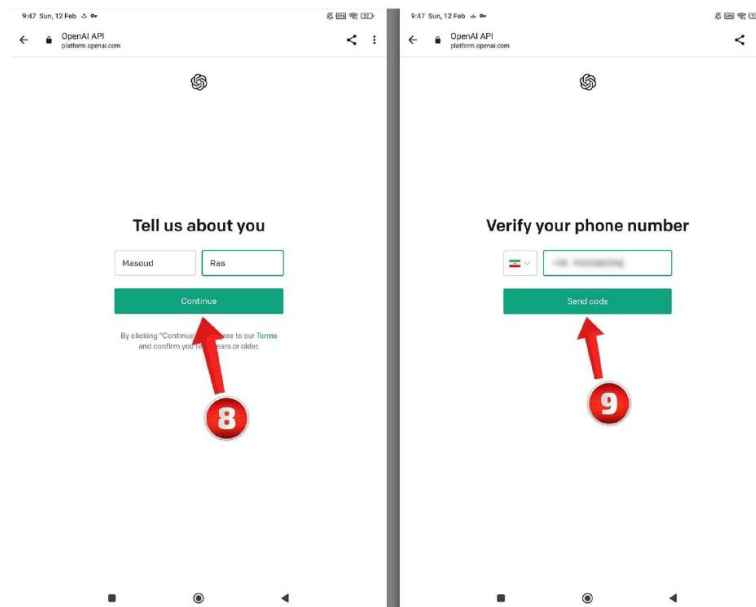 9:47 Sun, 12 Feb
OpenAI API
platform.openai.com
Tell us about you
Masoud
Ras
Continue
By clicking "Continue" ee to our Terms
and confirm you ears or older.
8
9:47 Sun, 12 Feb
OpenAI API
platform.openai.com
Verify your phone number
Send code
9